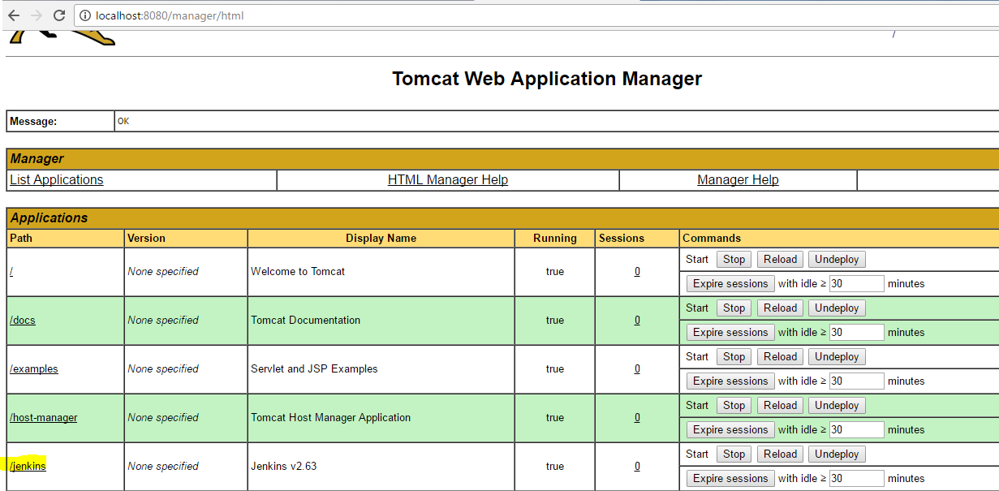 localhost:8080/manager/html
/
Tomcat Web Application Manager
Message: OK
Manager
List Applications HTML Manager Help Manager Help
Applications
Path Version Display Name Running Sessions Commands
/ None specified Welcome to Tomcat true 0 Start Stop Reload Undeploy
Expire sessions with idle ≥ 30 minutes
/docs None specified Tomcat Documentation true 0 Start Stop Reload Undeploy
Expire sessions with idle ≥ 30 minutes
/examples None specified Servlet and JSP Examples true 0 Start Stop Reload Undeploy
Expire sessions with idle ≥ 30 minutes
/host-manager None specified Tomcat Host Manager Application true 0 Start Stop Reload Undeploy
Expire sessions with idle ≥ 30 minutes
/jenkins None specified Jenkins v2.63 true 0 Start Stop Reload Undeploy
Expire sessions with idle ≥ 30 minutes